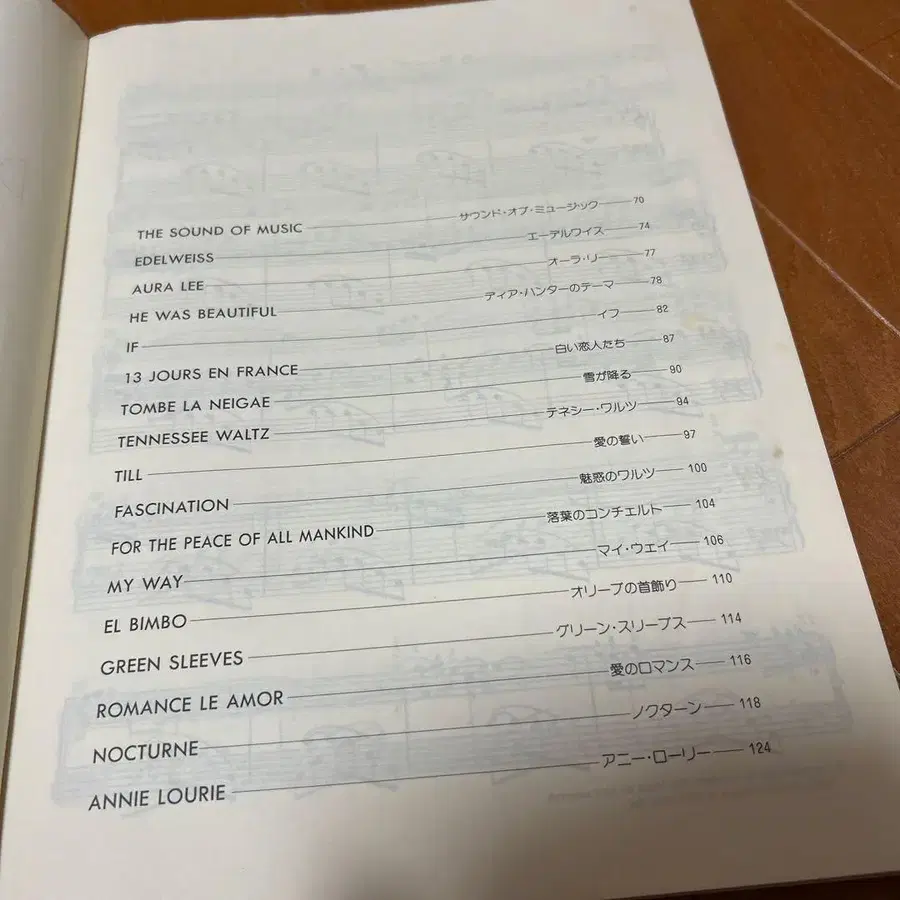 THE SOUND OF MUSIC サウンド・オブ・ミュージック 70
EDELWEISS エーデルワイス 74
AURA LEE オーラ・リー 77
HE WAS BEAUTIFUL ディア・ハンターのテーマ 78
IF イフ 82
13 JOURS EN FRANCE 白い恋人たち 87
TOMBE LA NEIGAE 雪が降る 90
TENNESSEE WALTZ テネシー・ワルツ 94
TILL 愛の誓い 97
FASCINATION 魅惑のワルツ 100
FOR THE PEACE OF ALL MANKIND 落葉のコンチェルト 104
MY WAY マイ・ウェイ 106
EL BIMBO オリーブの首飾り 110
GREEN SLEEVES グリーン・スリーブス 114
ROMANCE LE AMOR 愛のロマンス 116
NOCTURNE ノクターン 118
ANNIE LOURIE アニー・ローリー 124